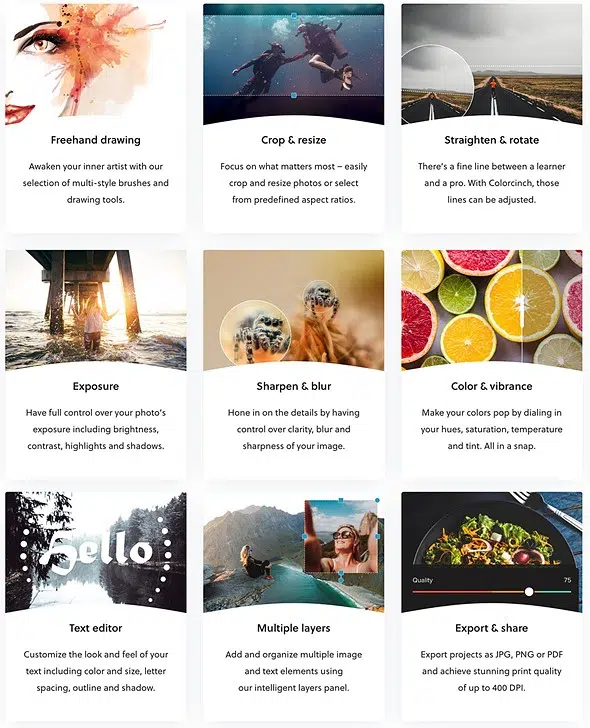 Freehand drawing
Awaken your inner artist with our
selection of multi-style brushes and
drawing tools.
Crop & resize
Focus on what matters most – easily
crop and resize photos or select
from predefined aspect ratios.
Straighten & rotate
There's a fine line between a learner
and a pro. With Colorcinch, those
lines can be adjusted.
Exposure
Have full control over your photo's
exposure including brightness,
contrast, highlights and shadows.
Sharpen & blur
Hone in on the details by having
control over clarity, blur and
sharpness of your image.
Color & vibrance
Make your colors pop by dialing in
your hues, saturation, temperature
and tint. All in a snap.
hello
Text editor
Customize the look and feel of your
text including color and size, letter
spacing, outline and shadow.
Multiple layers
Add and organize multiple image
and text elements using
our intelligent layers panel.
Quality 75
Export & share
Export projects as JPG, PNG or PDF
and achieve stunning print quality
of up to 400 DPI.